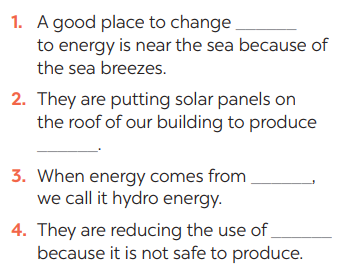 1. A good place to change _______
to energy is near the sea because of
the sea breezes.
2. They are putting solar panels on
the roof of our building to produce
_______.
3. When energy comes from _______,
we call it hydro energy.
4. They are reducing the use of _______
because it is not safe to produce.